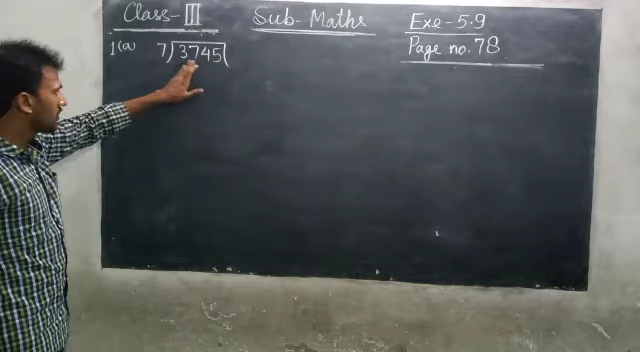 Class-III Sub-Maths Exe-5.9
Page no. 78
1(a) 7)3745(